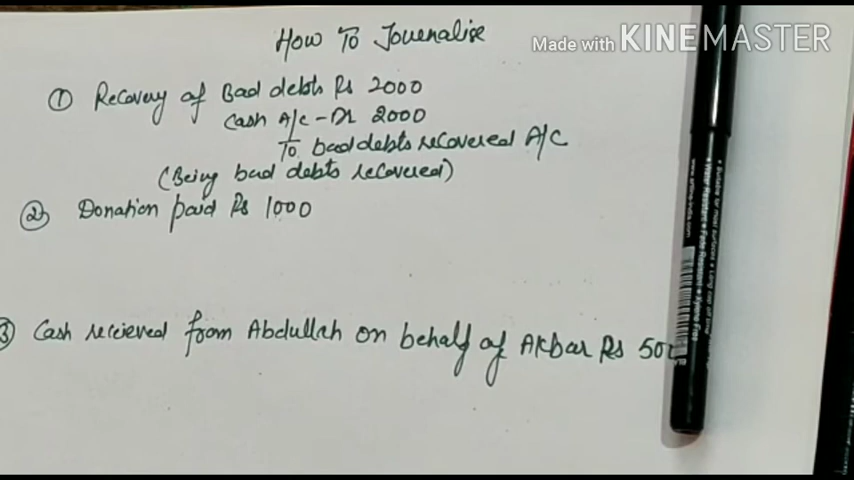 How To Jouenalise
Made with KINEMASTER
① Recovery of Bad debts Rs 2000
Cash A/c - Dr 2000
To bad debts recovered A/C
(Being bad debts recovered)
② Donation paid Rs 1000
③ Cash recieved from Abdullah on behalf of Akbar Rs